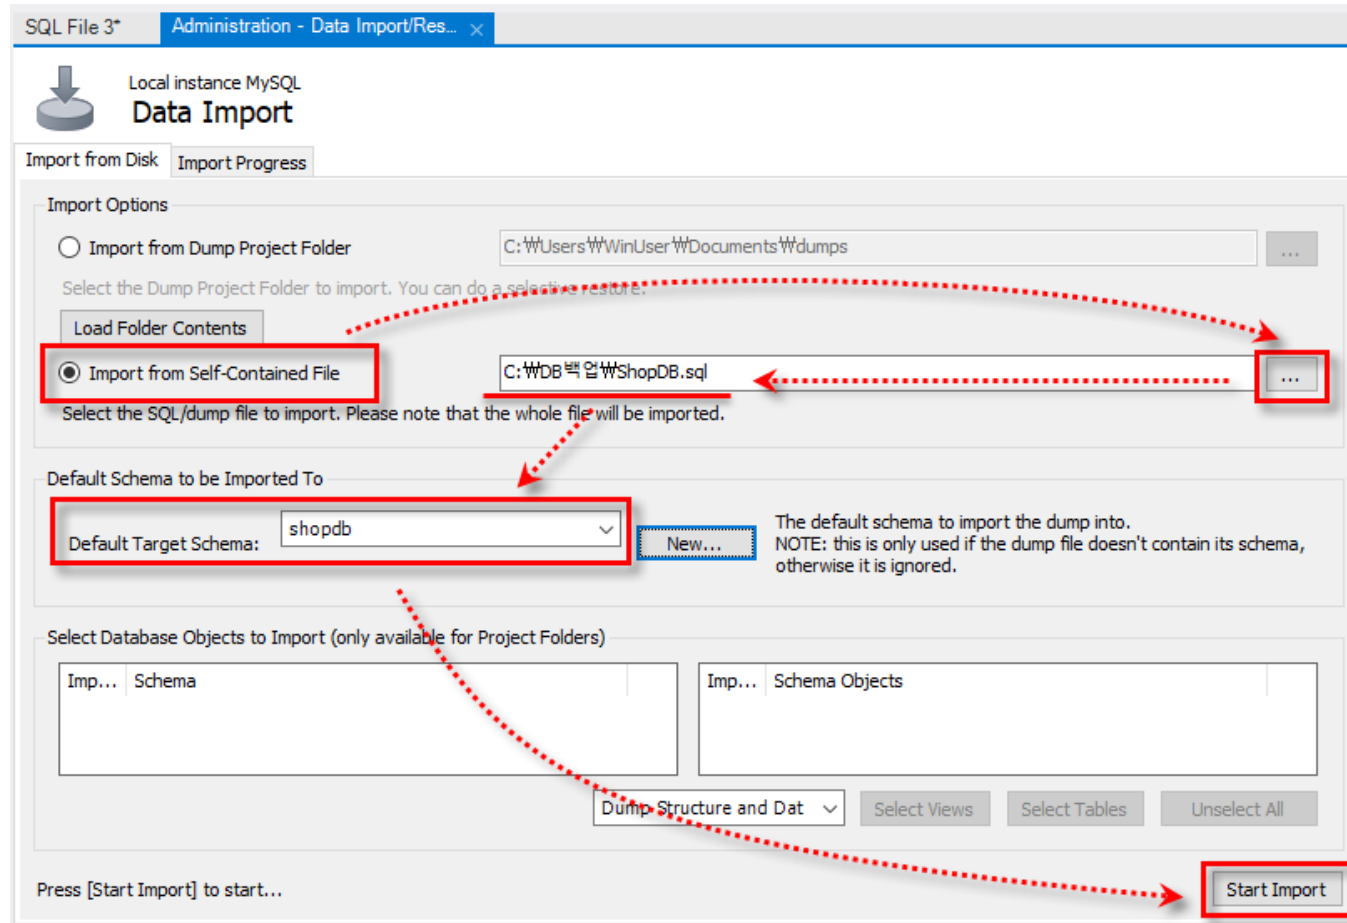 SQL File 3*
Administration - Data Import/Res...
Local instance MySQL
Data Import
Import from Disk
Import Progress
Import Options
Import from Dump Project Folder
C:₩Users₩WinUser₩Documents₩dumps
...
Select the Dump Project Folder to import. You can do a selective restore.
Load Folder Contents
Import from Self-Contained File
C:₩DB백업₩ShopDB.sql
...
Select the SQL/dump file to import. Please note that the whole file will be imported.
Default Schema to be Imported To
Default Target Schema:
shopdb
New...
The default schema to import the dump into.
NOTE: this is only used if the dump file doesn't contain its schema,
otherwise it is ignored.
Select Database Objects to Import (only available for Project Folders)
Imp... Schema
Imp... Schema Objects
Dump Structure and Dat
Select Views
Select Tables
Unselect All
Press [Start Import] to start...
Start Import